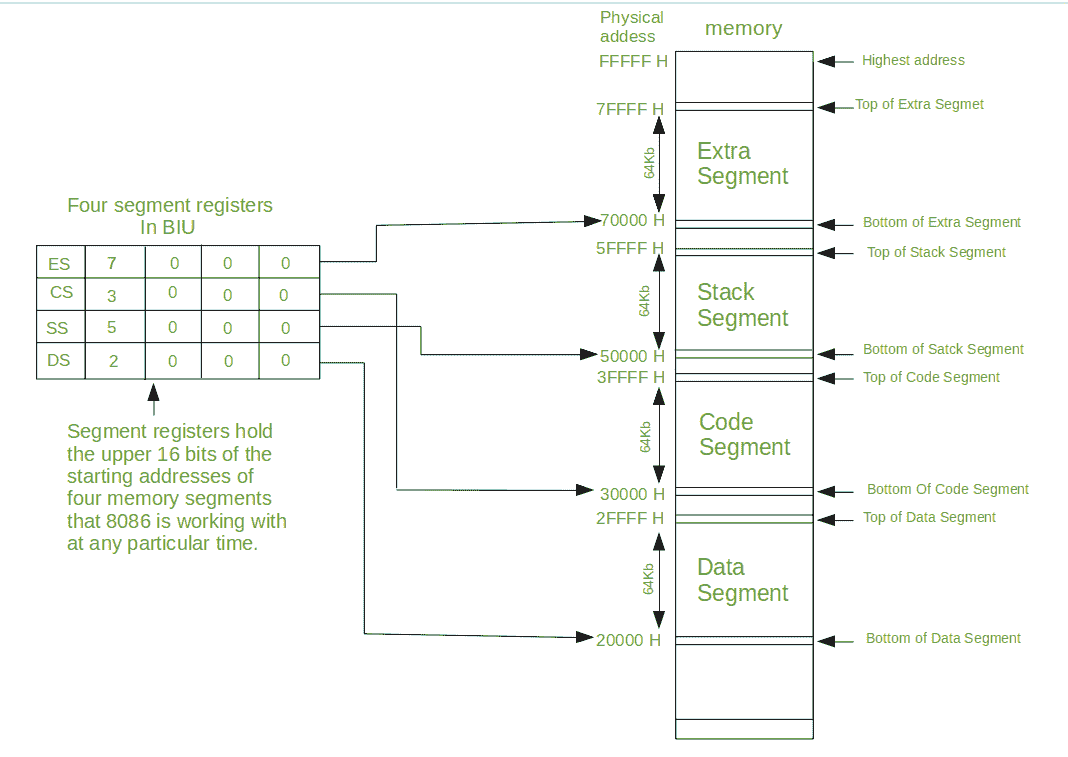 Physical
addess
memory
FFFFF H
Highest address
7FFFF H
Top of Extra Segmet
64Kb
Extra
Segment
Four segment registers
In BIU
70000 H
Bottom of Extra Segment
5FFFF H
Top of Stack Segment
ES 7 0 0 0
CS 3 0 0 0
SS 5 0 0 0
DS 2 0 0 0
64Kb
Stack
Segment
50000 H
Bottom of Satck Segment
3FFFF H
Top of Code Segment
Segment registers hold
the upper 16 bits of the
starting addresses of
four memory segments
that 8086 is working with
at any particular time.
64Kb
Code
Segment
30000 H
Bottom Of Code Segment
2FFFF H
Top of Data Segment
64Kb
Data
Segment
20000 H
Bottom of Data Segment